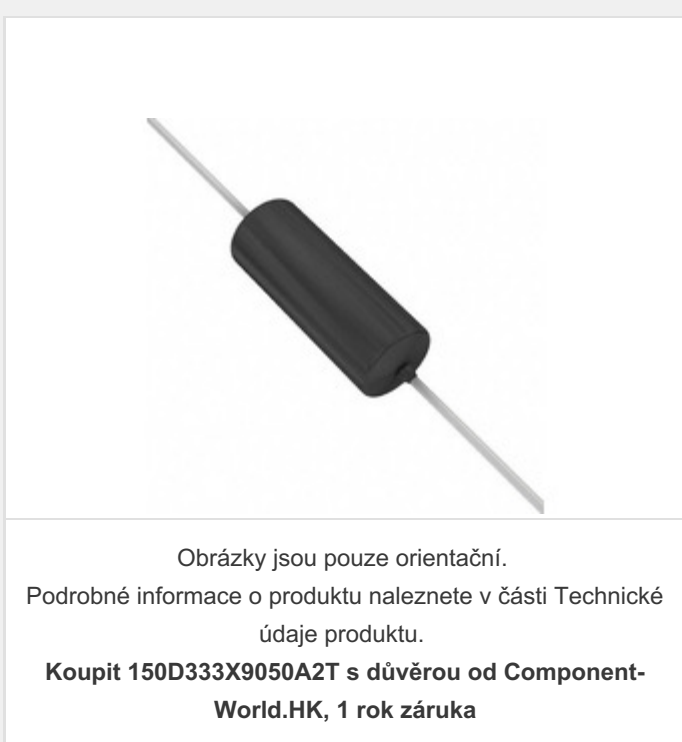 Obrázky jsou pouze orientační.
Podrobné informace o produktu naleznete v části Technické
údaje produktu.
Koupit 150D333X9050A2T s důvěrou od Component-
World.HK, 1 rok záruka